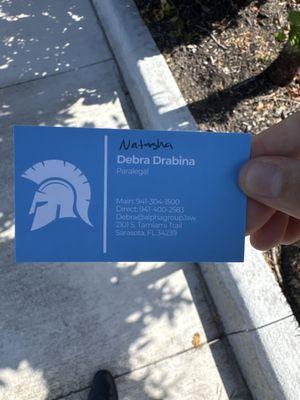 Natasha
Debra Drabina
Paralegal
Main: 941-304-1500
Direct: 941-400-2583
Debra@alphagroup.law
2101 S. Tamiami Trail
Sarasota, FL 34239